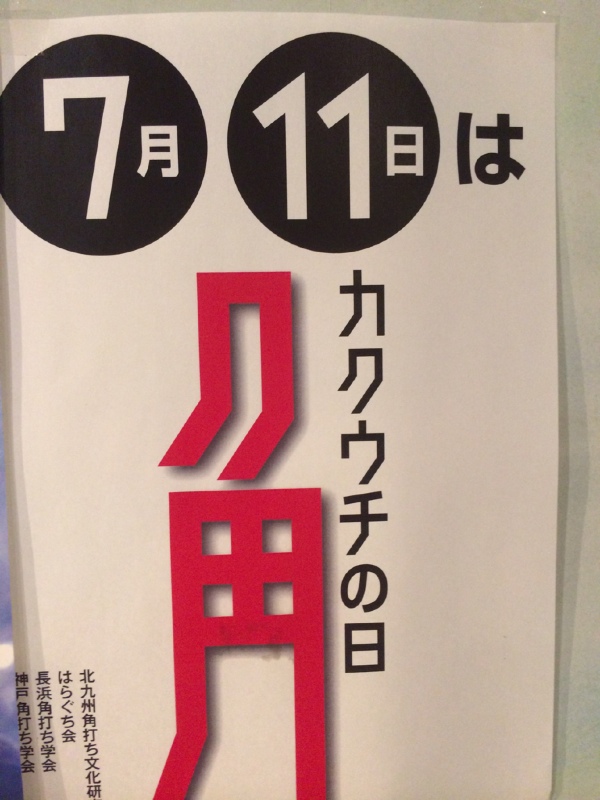 7月11日は
カクウチの日
角
北九州角打ち文化研
はらぐち会
長浜角打ち学会
神戸角打ち学会